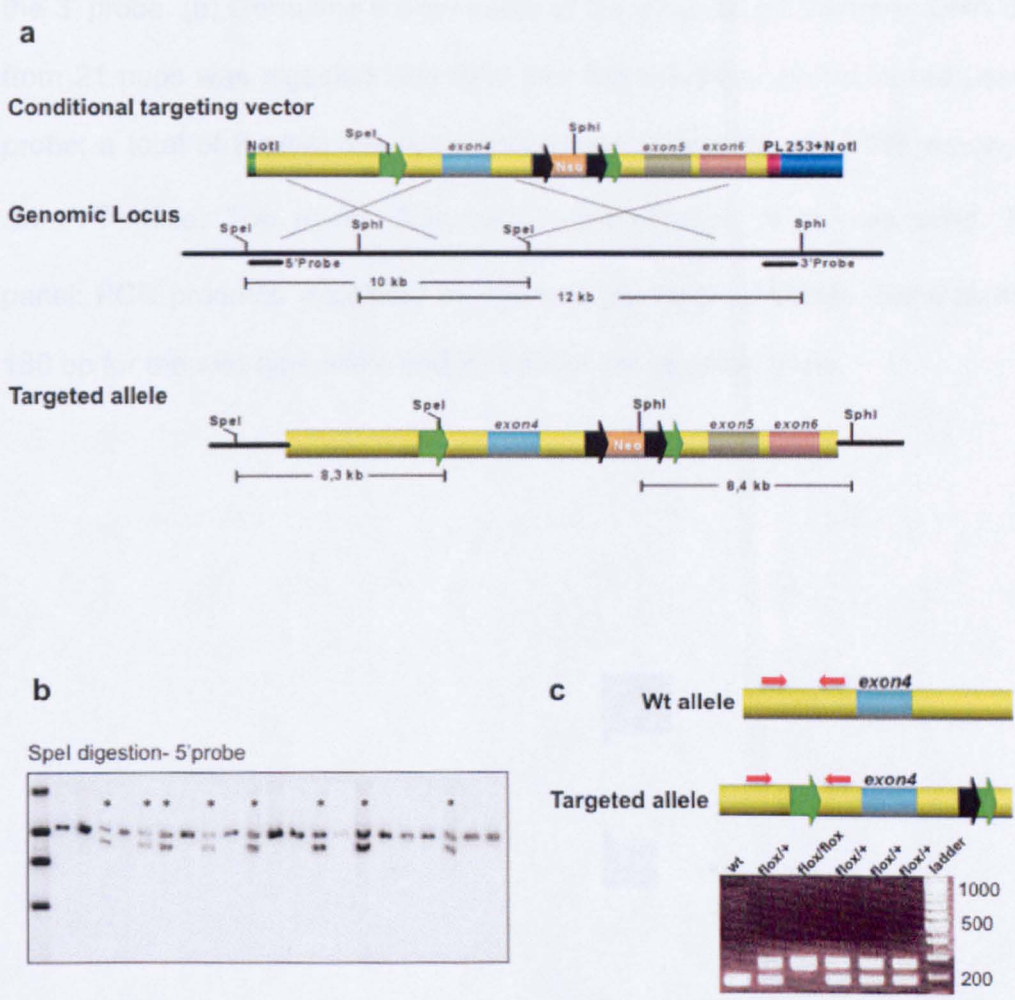 a
Conditional targeting vector
SpeI SphI
NotI exon4 Neo exon5 exon6 PL253+NotI
Genomic Locus
SpeI SphI SpeI SphI
5'Probe 3'Probe
10 kb
12 kb
Targeted allele
SpeI SpeI SphI SphI
exon4 Neo exon5 exon6
8,3 kb 8,4 kb
b
SpeI digestion- 5'probe
* * * * * * * *
c
exon4
Wt allele
exon4
Targeted allele
wt flox/+ flox/flox flox/+ flox/+ flox/+ ladder
1000
500
200